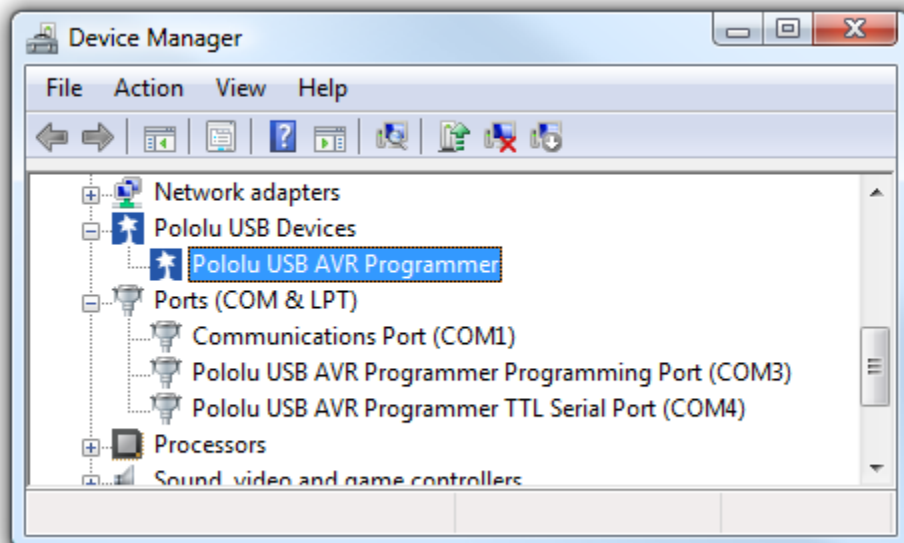 Device Manager
File Action View Help
Network adapters
Pololu USB Devices
Pololu USB AVR Programmer
Ports (COM & LPT)
Communications Port (COM1)
Pololu USB AVR Programmer Programming Port (COM3)
Pololu USB AVR Programmer TTL Serial Port (COM4)
Processors
Sound, video and game controllers